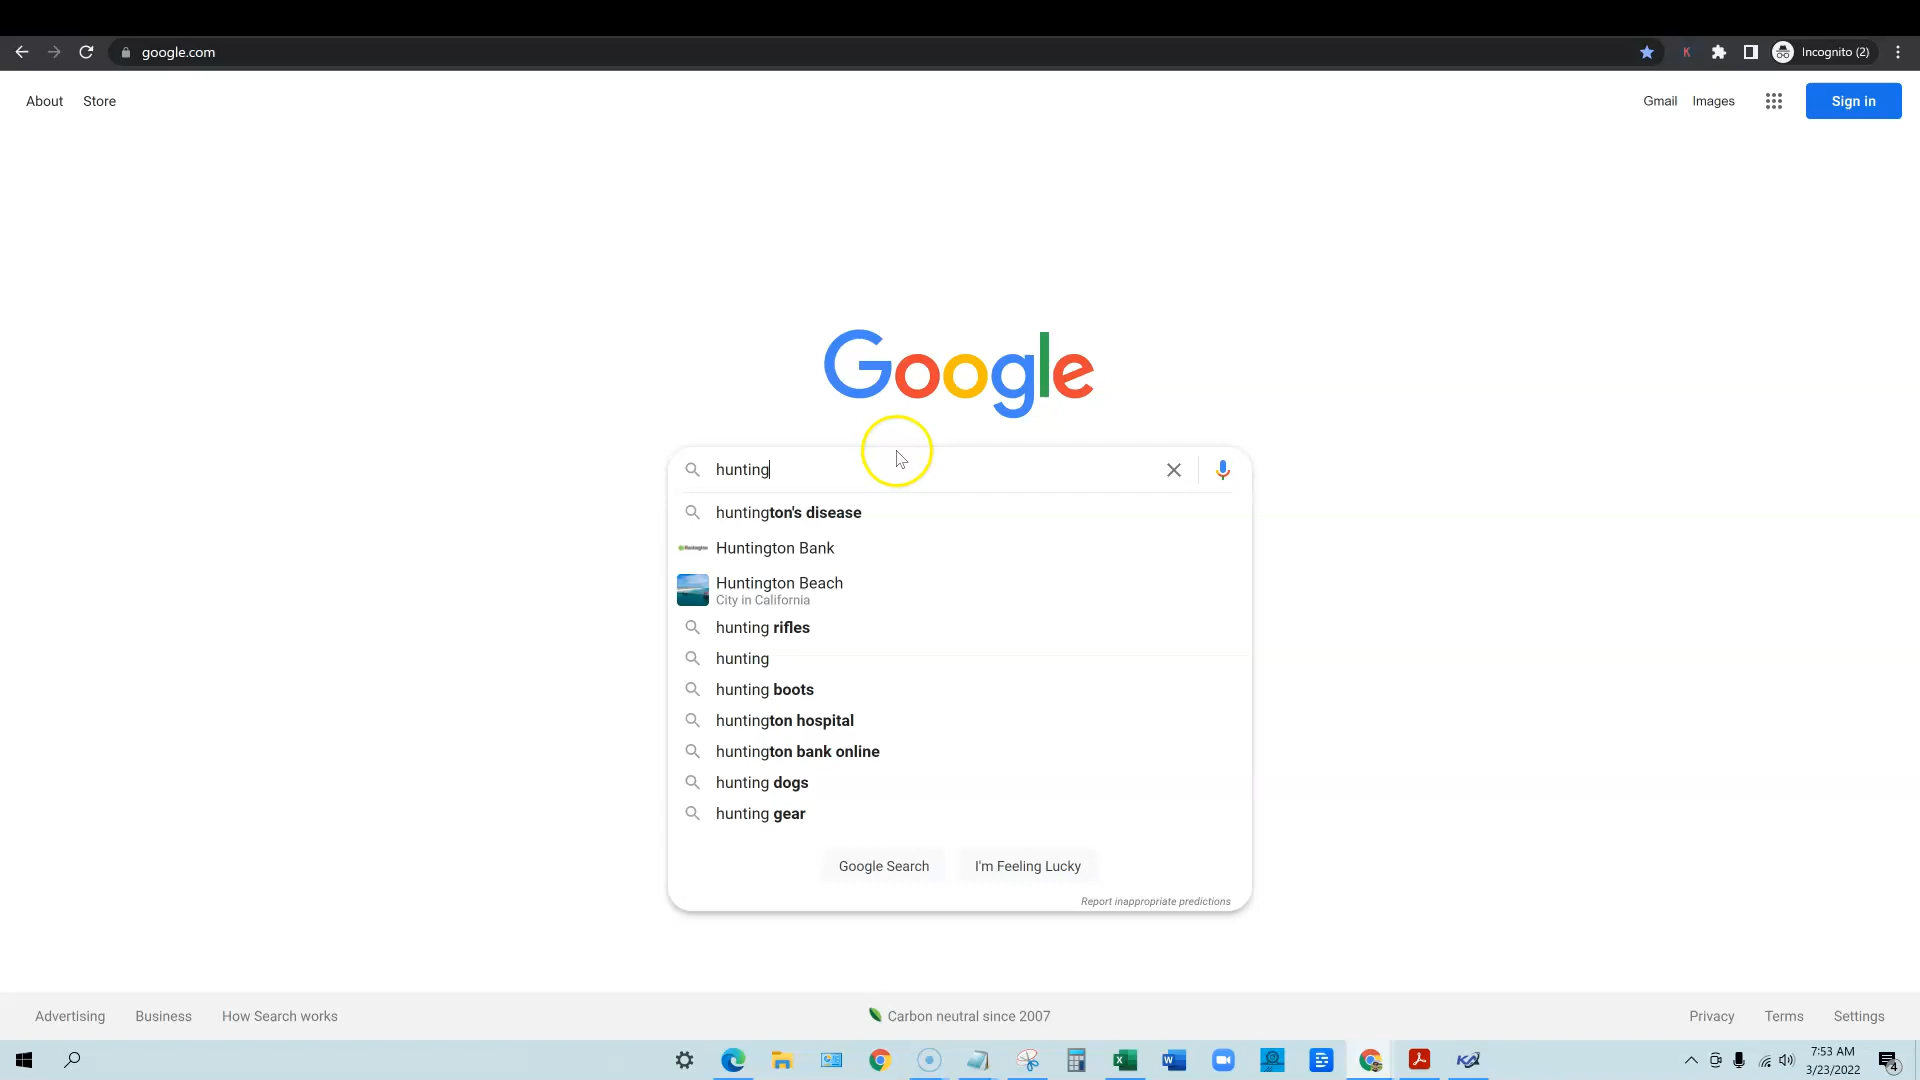 google.com
K
Incognito (2)
About Store
Gmail Images
Sign in
Google
hunting
huntington's disease
Huntington Bank
Huntington Beach
City in California
hunting rifles
hunting
hunting boots
huntington hospital
huntington bank online
hunting dogs
hunting gear
Google Search I'm Feeling Lucky
Report inappropriate predictions
Advertising Business How Search works
Carbon neutral since 2007
Privacy Terms Settings
7:53 AM
3/23/2022
4